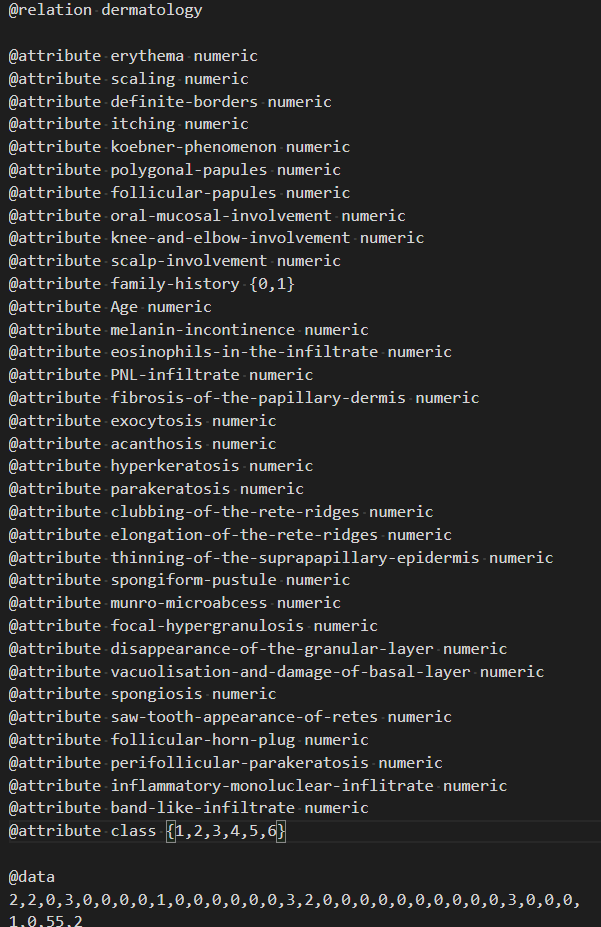 @relation dermatology
@attribute erythema numeric
@attribute scaling numeric
@attribute definite-borders numeric
@attribute itching numeric
@attribute koebner-phenomenon numeric
@attribute polygonal-papules numeric
@attribute follicular-papules numeric
@attribute oral-mucosal-involvement numeric
@attribute knee-and-elbow-involvement numeric
@attribute scalp-involvement numeric
@attribute family-history {0,1}
@attribute Age numeric
@attribute melanin-incontinence numeric
@attribute eosinophils-in-the-infiltrate numeric
@attribute PNL-infiltrate numeric
@attribute fibrosis-of-the-papillary-dermis numeric
@attribute exocytosis numeric
@attribute acanthosis numeric
@attribute hyperkeratosis numeric
@attribute parakeratosis numeric
@attribute clubbing-of-the-rete-ridges numeric
@attribute elongation-of-the-rete-ridges numeric
@attribute thinning-of-the-suprapapillary-epidermis numeric
@attribute spongiform-pustule numeric
@attribute munro-microabcess numeric
@attribute focal-hypergranulosis numeric
@attribute disappearance-of-the-granular-layer numeric
@attribute vacuolisation-and-damage-of-basal-layer numeric
@attribute spongiosis numeric
@attribute saw-tooth-appearance-of-retes numeric
@attribute follicular-horn-plug numeric
@attribute perifollicular-parakeratosis numeric
@attribute inflammatory-monoluclear-inflitrate numeric
@attribute band-like-infiltrate numeric
@attribute class {1,2,3,4,5,6}
@data
2,2,0,3,0,0,0,0,1,0,0,0,0,0,0,3,2,0,0,0,0,0,0,0,0,0,0,3,0,0,0,
1,0,55,2